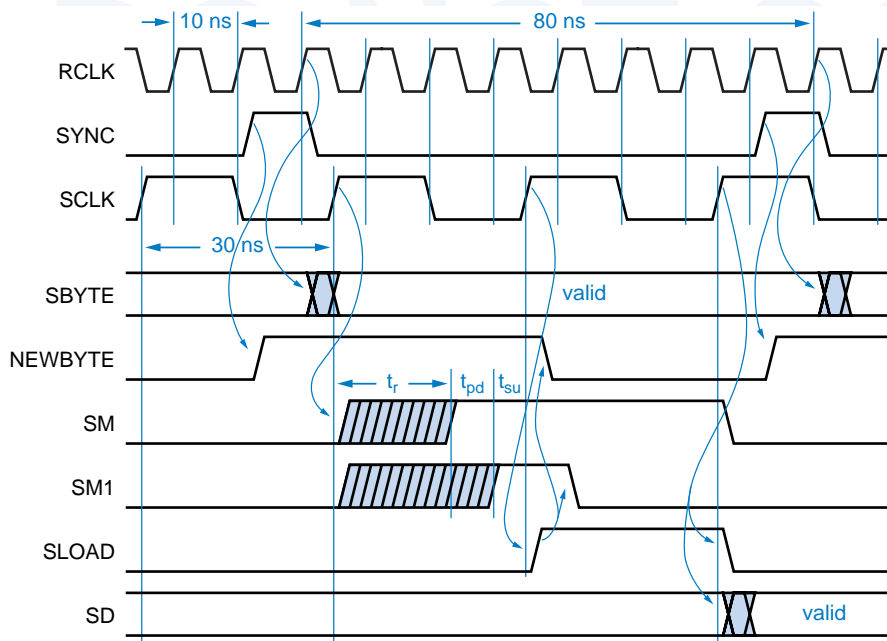 10 ns
80 ns
RCLK
SYNC
SCLK
30 ns
SBYTE
valid
NEWBYTE
tr
tpd
tsu
SM
SM1
SLOAD
SD
valid